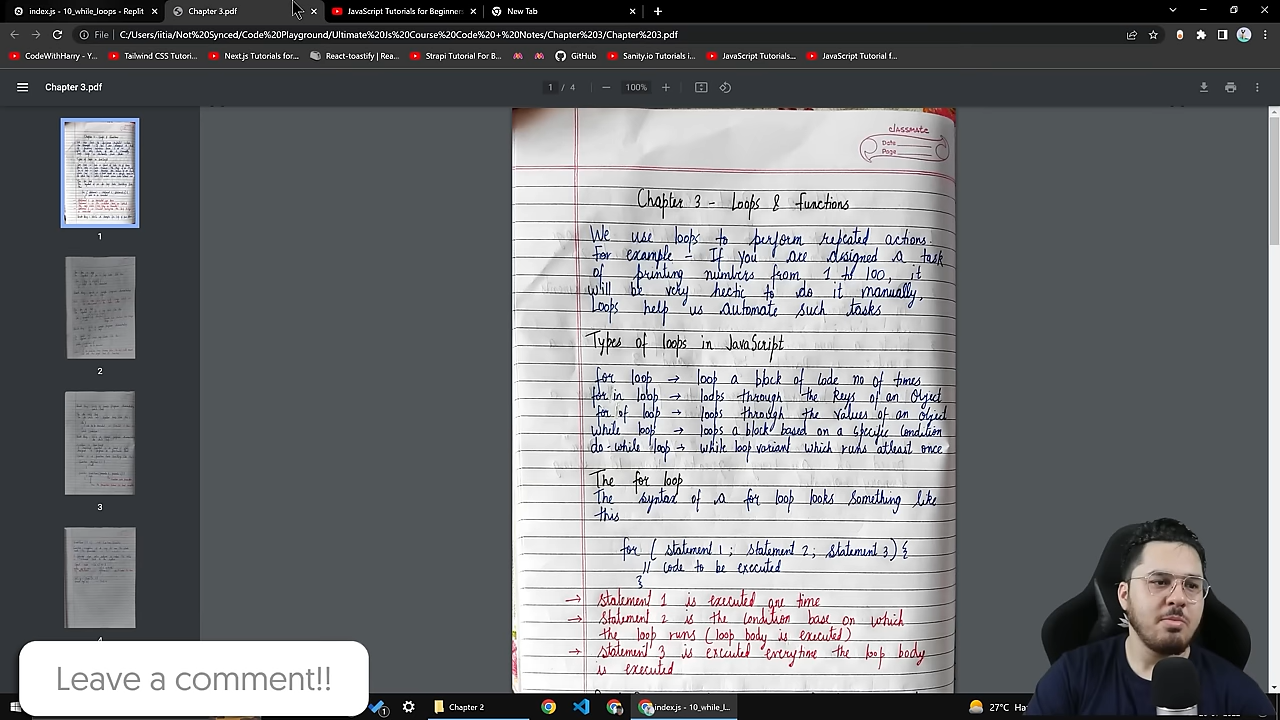 index.js - 10_while_loops - Replit
Chapter 3.pdf
JavaScript Tutorials for Beginners
New Tab
File
C:/Users/iitia/Not%20Synced/Code%20Playground/Ultimate%20Js%20Course%20Code%20+%20Notes/Chapter%203/Chapter%203.pdf
CodeWithHarry - Y...
Tailwind CSS Tutori...
Next.js Tutorials for...
React-toastify | Rea...
Strapi Tutorial For B...
GitHub
Sanity.io Tutorials i...
JavaScript Tutorials...
JavaScript Tutorial f...
Chapter 3.pdf
1 / 4
100%
classmate
Date
Page
Chapter 3 - Loops & functions
We use loops to perform repeated actions.
For example - If you are assigned a task
of printing numbers from 1 to 100, it
will be very hectic to do it manually,
Loops help us automate such tasks
Types of loops in JavaScript
for loop → loop a block of code no of times
for in loop → loops through the keys of an Object
for of loop → loops through the values of an Object
while loop → loops a block based on a specific condition
do-while loop → while loop variant which runs atleast once
The for loop
The syntax of a for loop looks something like
this
for ( statement 1 ; statement 2 ; statement 3 ) {
// code to be executed
}
→ statement 1 is executed one time
→ statement 2 is the condition base on which
the loop runs (loop body is executed)
→ statement 3 is executed everytime the loop body
is executed
1
2
3
4
Leave a comment!!
1
Chapter 2
index.js - 10_while_l...
27°C